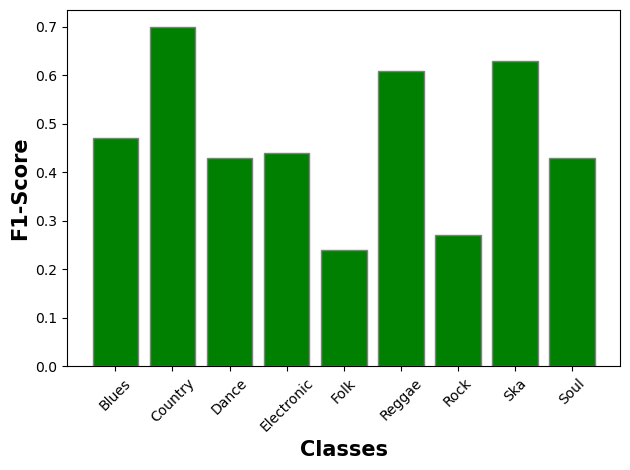 0.7
0.6
0.5
0.4
0.3
0.2
0.1
0.0
F1-Score
Blues
Country
Dance
Electronic
Folk
Reggae
Rock
Ska
Soul
Classes